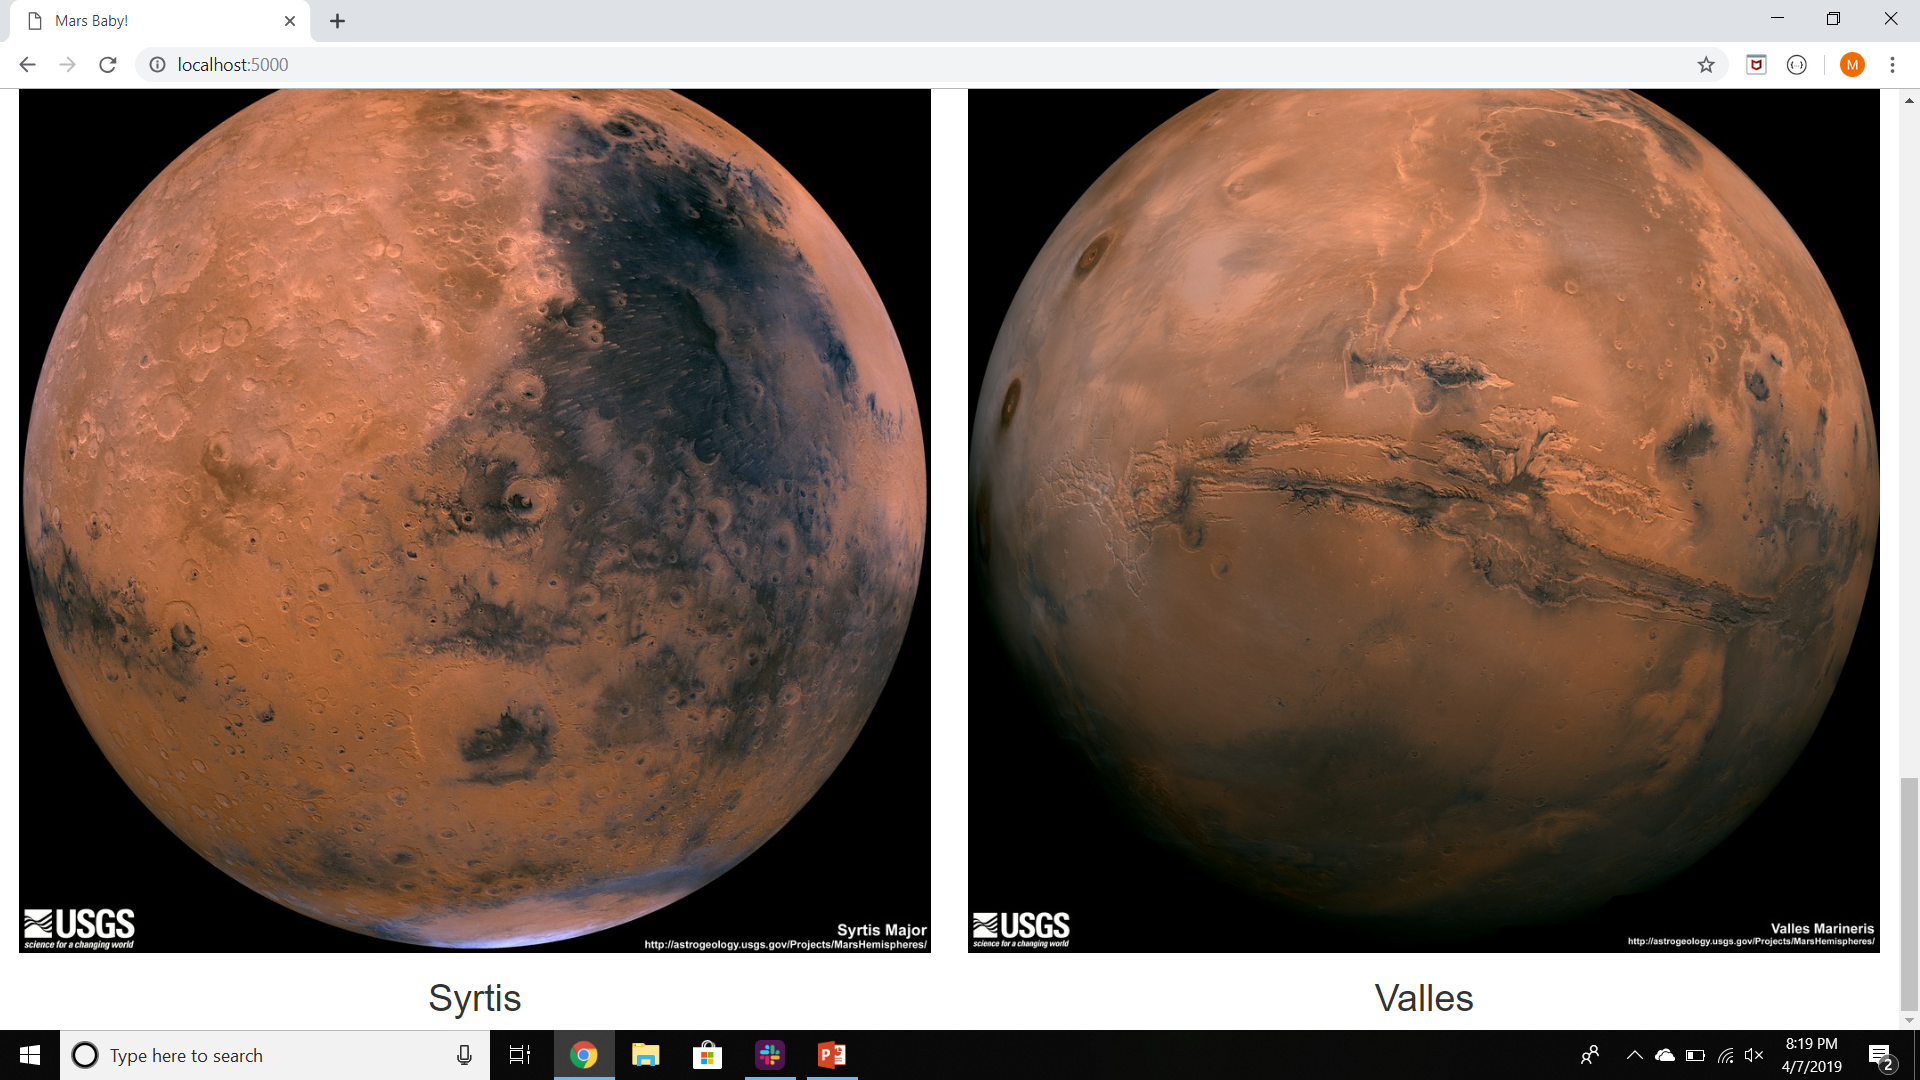 Mars Baby!
localhost:5000
M
USGS
science for a changing world
Syrtis Major
http://astrogeology.usgs.gov/Projects/MarsHemispheres/
USGS
science for a changing world
Valles Marineris
http://astrogeology.usgs.gov/Projects/MarsHemispheres/
Syrtis
Valles
Type here to search
8:19 PM
4/7/2019
2